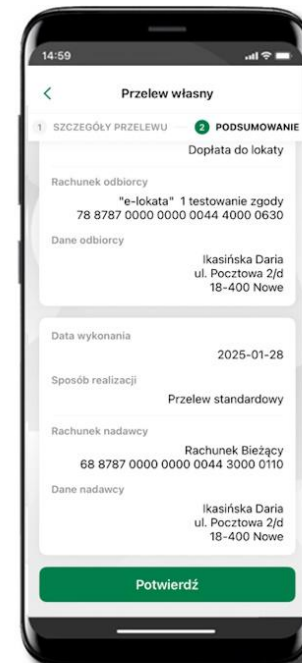 14:59
Przelew własny
1 SZCZEGÓŁY PRZELEWU 2 PODSUMOWANIE
Dopłata do lokaty
Rachunek odbiorcy
"e-lokata" 1 testowanie zgody
78 8787 0000 0000 0044 4000 0630
Dane odbiorcy
Ikasińska Daria
ul. Pocztowa 2/d
18-400 Nowe
Data wykonania
2025-01-28
Sposób realizacji
Przelew standardowy
Rachunek nadawcy
Rachunek Bieżący
68 8787 0000 0000 0044 3000 0110
Dane nadawcy
Ikasińska Daria
ul. Pocztowa 2/d
18-400 Nowe
Potwierdź